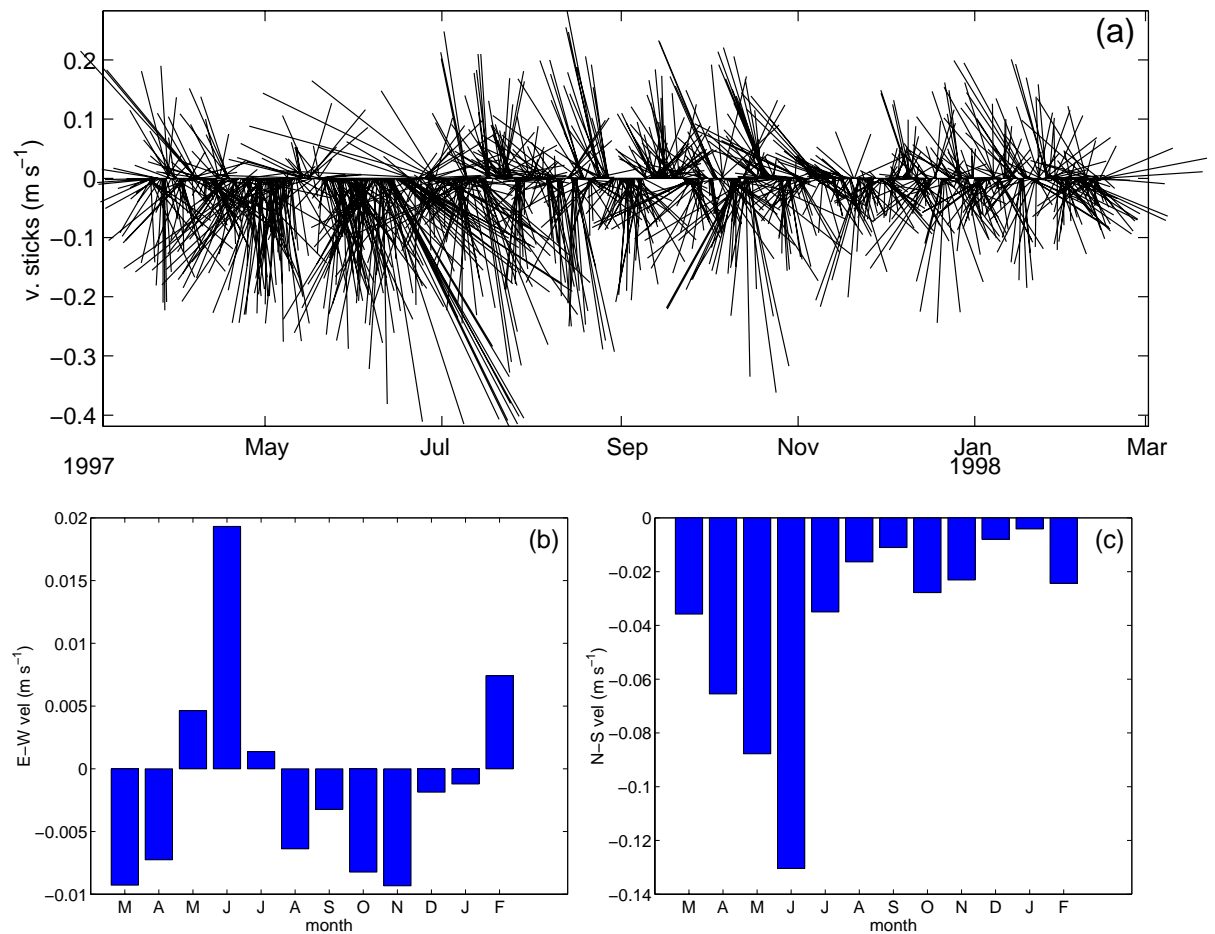 (a)
0.2
0.1
0
−0.1
−0.2
−0.3
−0.4
v. sticks (m s⁻¹)
May Jul Sep Nov Jan Mar
1997 1998
(b)
0.02
0.015
0.01
0.005
0
−0.005
−0.01
E−W vel (m s⁻¹)
M A M J J A S O N D J F
month
(c)
0
−0.02
−0.04
−0.06
−0.08
−0.1
−0.12
−0.14
N−S vel (m s⁻¹)
M A M J J A S O N D J F
month